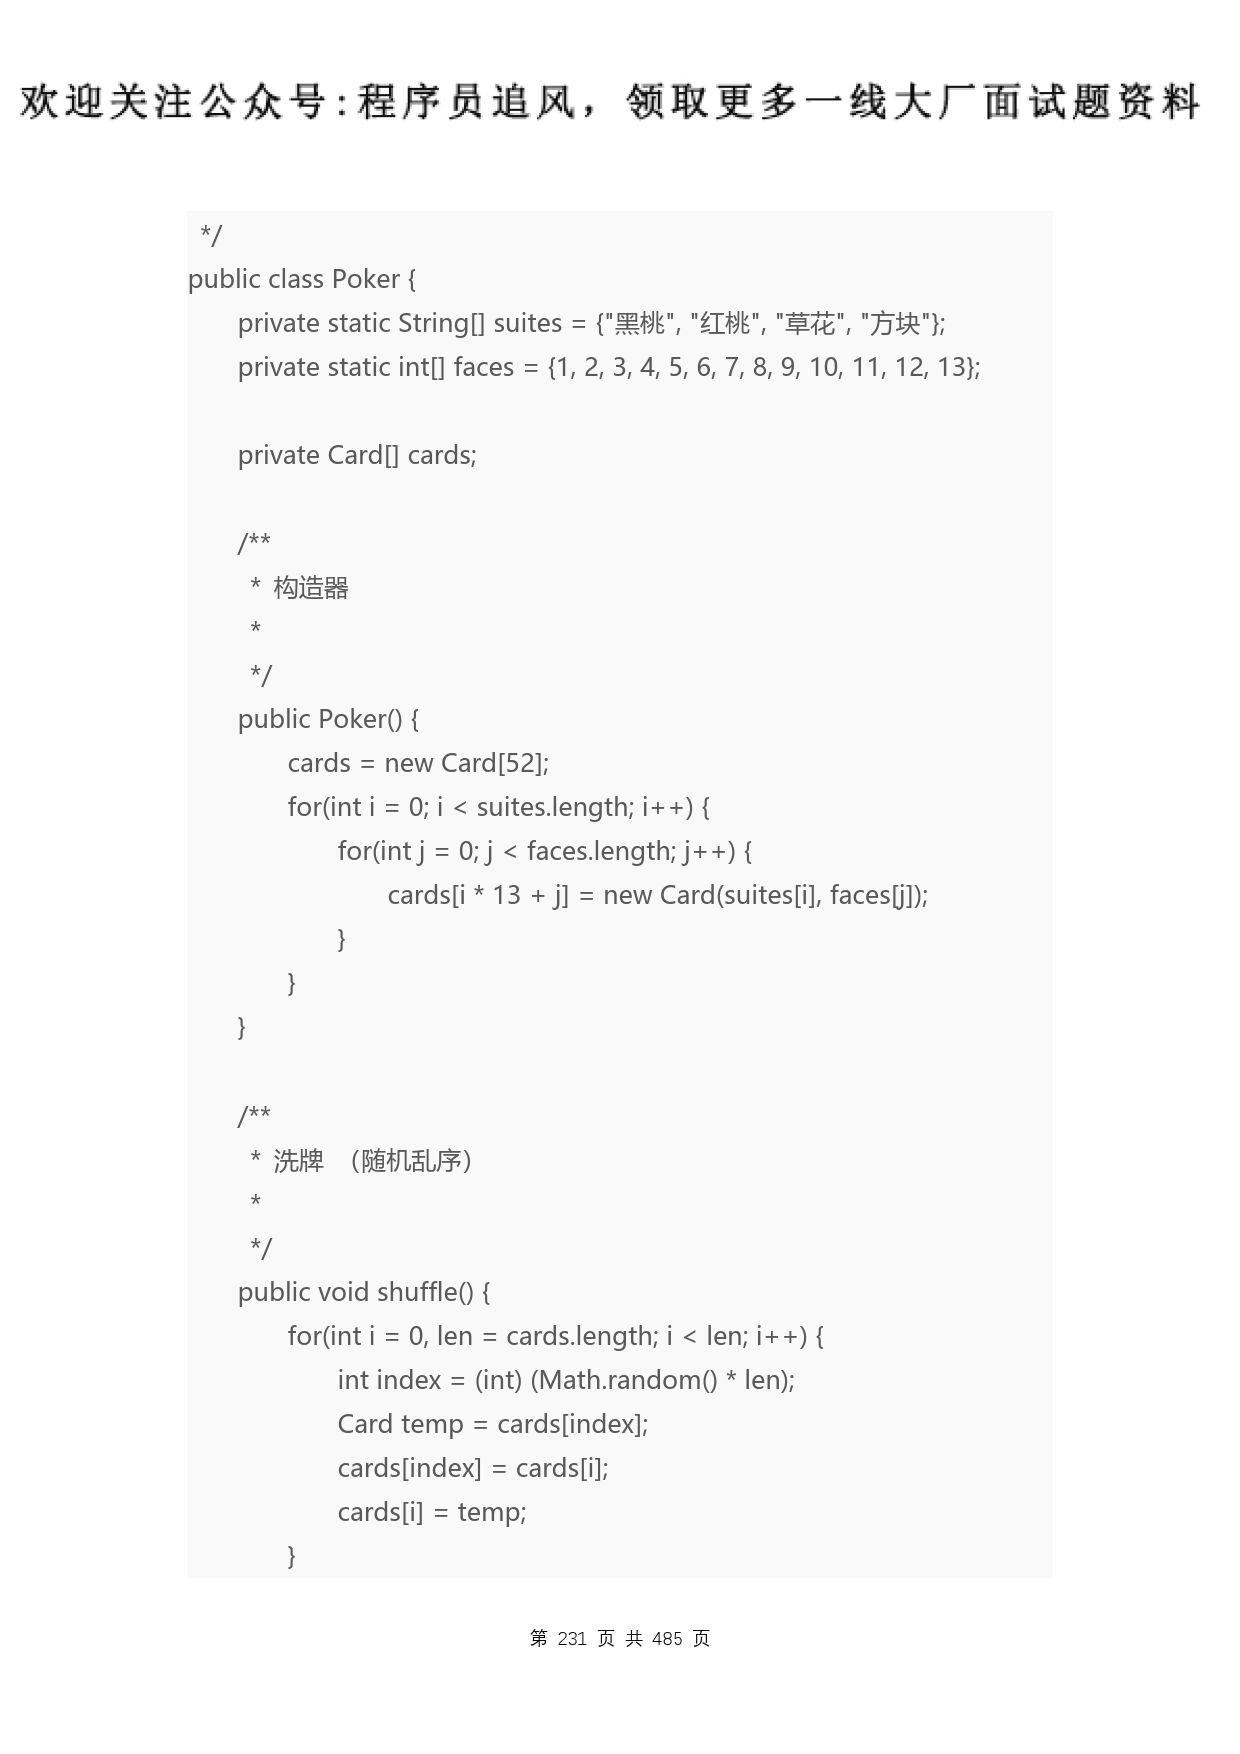 欢迎关注公众号:程序员追风，领取更多一线大厂面试题资料
*/
public class Poker {
private static String[] suites = {"黑桃", "红桃", "草花", "方块"};
private static int[] faces = {1, 2, 3, 4, 5, 6, 7, 8, 9, 10, 11, 12, 13};
private Card[] cards;
/**
* 构造器
*
*/
public Poker() {
cards = new Card[52];
for(int i = 0; i < suites.length; i++) {
for(int j = 0; j < faces.length; j++) {
cards[i * 13 + j] = new Card(suites[i], faces[j]);
}
}
}
/**
* 洗牌 （随机乱序）
*
*/
public void shuffle() {
for(int i = 0, len = cards.length; i < len; i++) {
int index = (int) (Math.random() * len);
Card temp = cards[index];
cards[index] = cards[i];
cards[i] = temp;
}
第 231 页 共 485 页